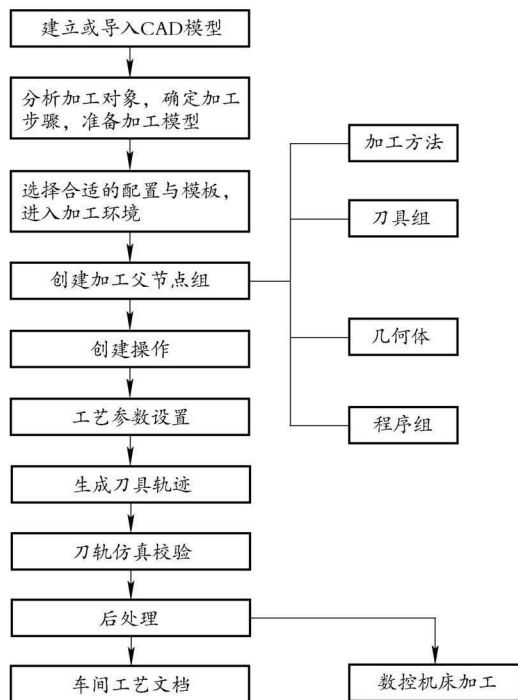 建立或导入CAD模型
分析加工对象，确定加工
步骤，准备加工模型
选择合适的配置与模板，
进入加工环境
创建加工父节点组
创建操作
工艺参数设置
生成刀具轨迹
刀轨仿真校验
后处理
车间工艺文档
加工方法
刀具组
几何体
程序组
数控机床加工